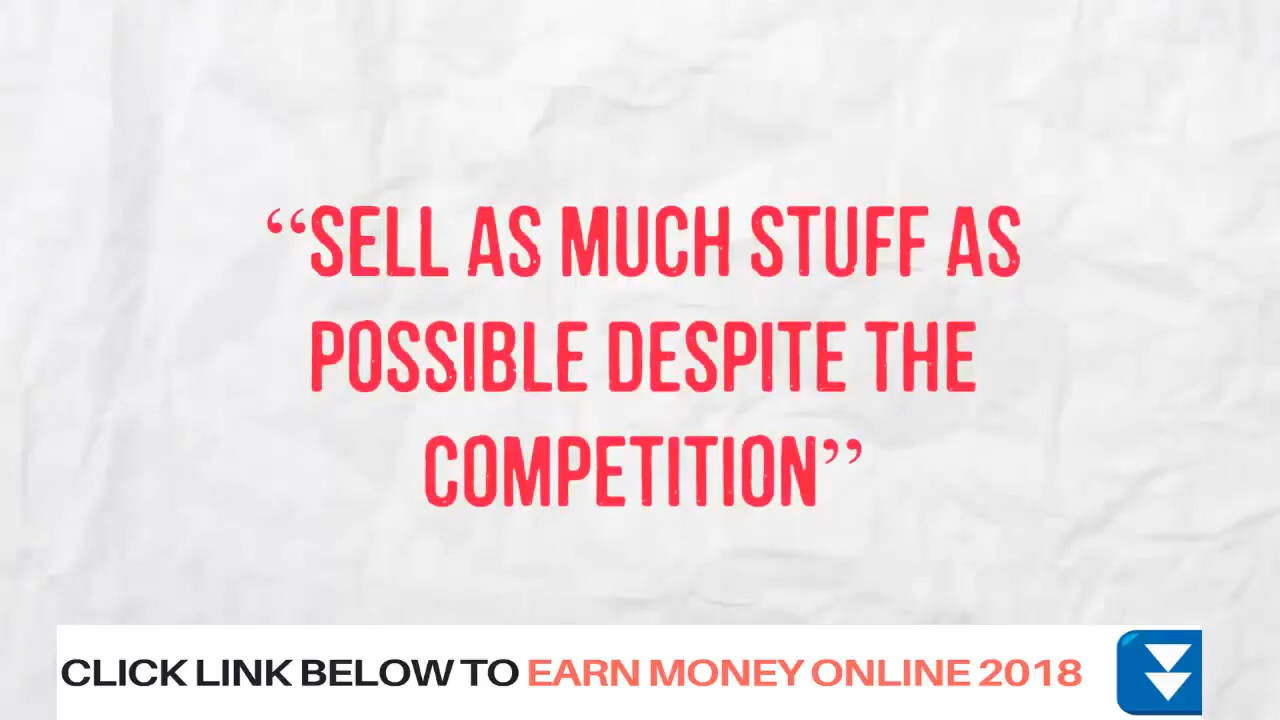 “SELL AS MUCH STUFF AS
POSSIBLE DESPITE THE
COMPETITION”
CLICK LINK BELOW TO EARN MONEY ONLINE 2018